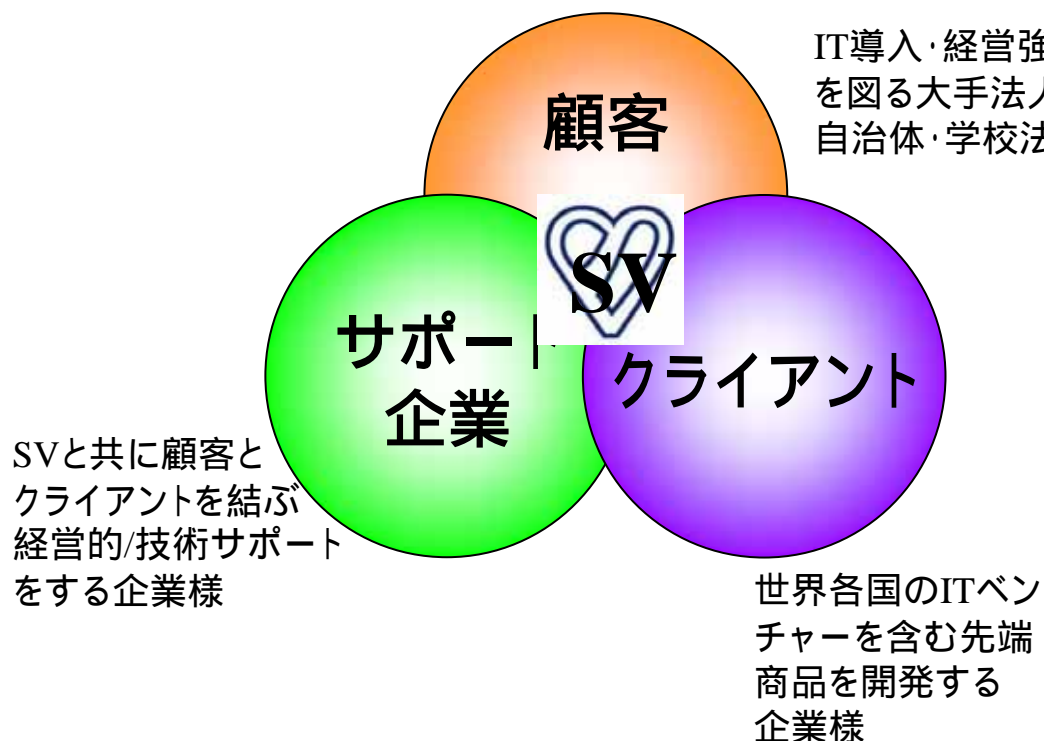 顧客
IT導入·経営強
を図る大手法人
自治体·学校法
SV
サポート
企業
クライアント
SVと共に顧客と
クライアントを結ぶ
経営的/技術サポート
をする企業様
世界各国のITベン
チャーを含む先端
商品を開発する
企業様